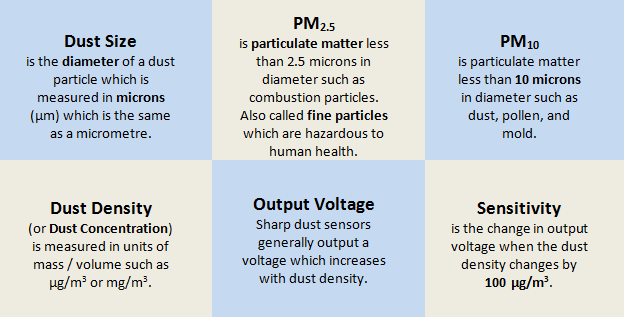 Dust Size
is the diameter of a dust
particle which is
measured in microns
(µm) which is the same
as a micrometre.
PM2.5
is particulate matter less
than 2.5 microns in
diameter such as
combustion particles.
Also called fine particles
which are hazardous to
human health.
PM10
is particulate matter
less than 10 microns
in diameter such as
dust, pollen, and
mold.
Dust Density
(or Dust Concentration)
is measured in units of
mass / volume such as
µg/m³ or mg/m³.
Output Voltage
Sharp dust sensors
generally output a
voltage which increases
with dust density.
Sensitivity
is the change in output
voltage when the dust
density changes by
100 µg/m³.